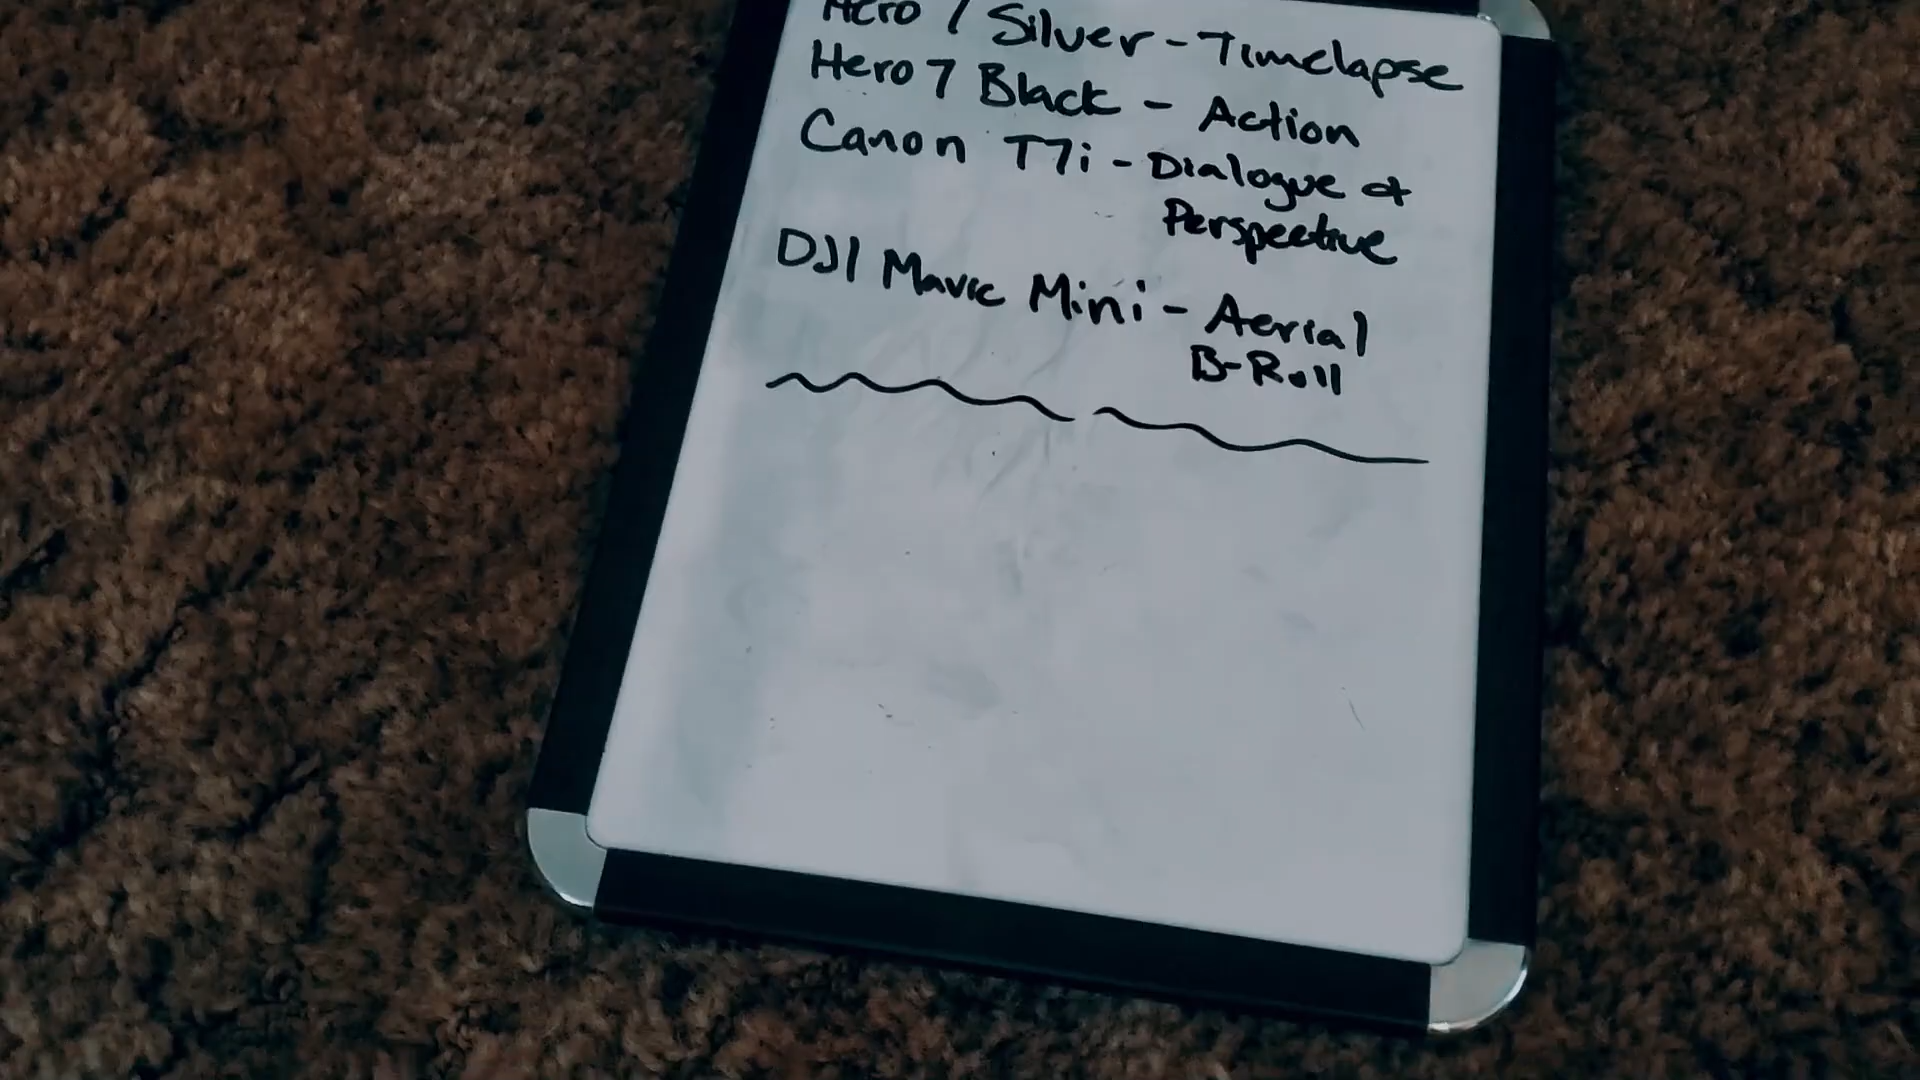 Hero 7 Silver - Timelapse
Hero 7 Black - Action
Canon T7i - Dialogue &
Perspective
DJI Mavic Mini - Aerial
B-Roll